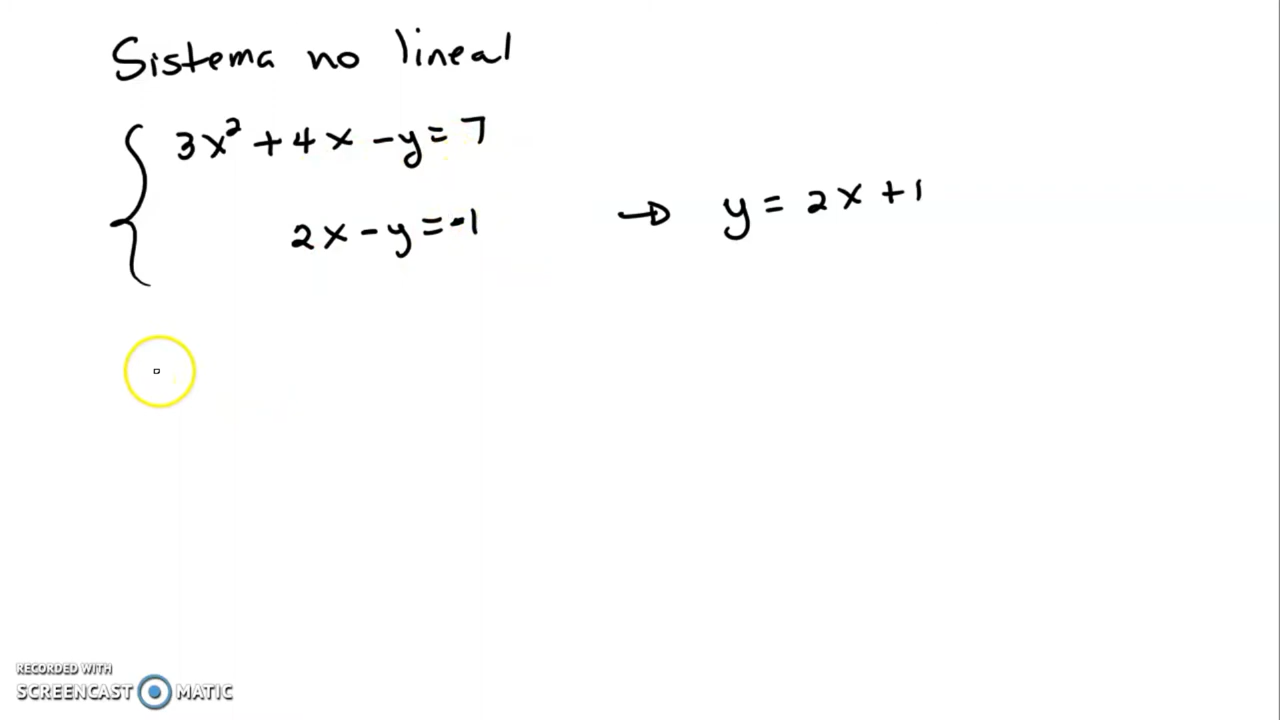 Sistema no lineal
3x² + 4x - y = 7
2x - y = -1 → y = 2x + 1
RECORDED WITH
SCREENCAST MATIC